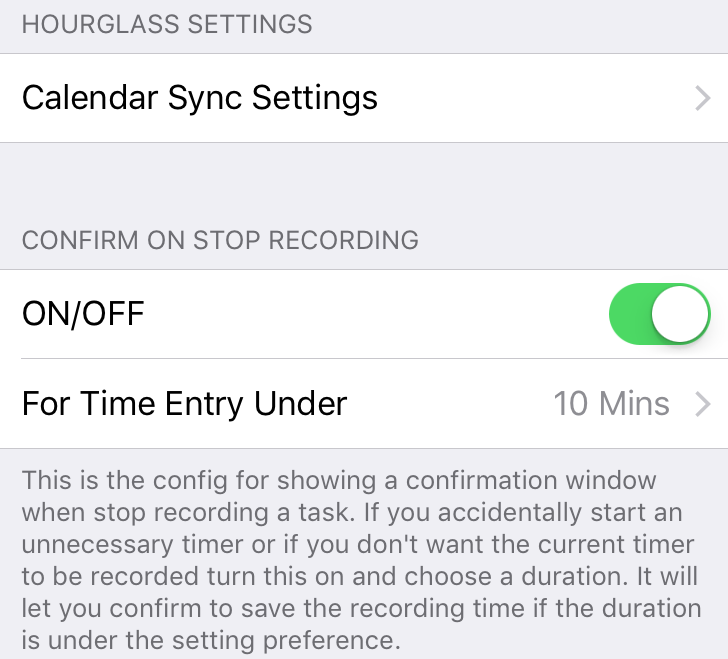 HOURGLASS SETTINGS
Calendar Sync Settings
CONFIRM ON STOP RECORDING
ON/OFF
For Time Entry Under 10 Mins
This is the config for showing a confirmation window
when stop recording a task. If you accidentally start an
unnecessary timer or if you don't want the current timer
to be recorded turn this on and choose a duration. It will
let you confirm to save the recording time if the duration
is under the setting preference.